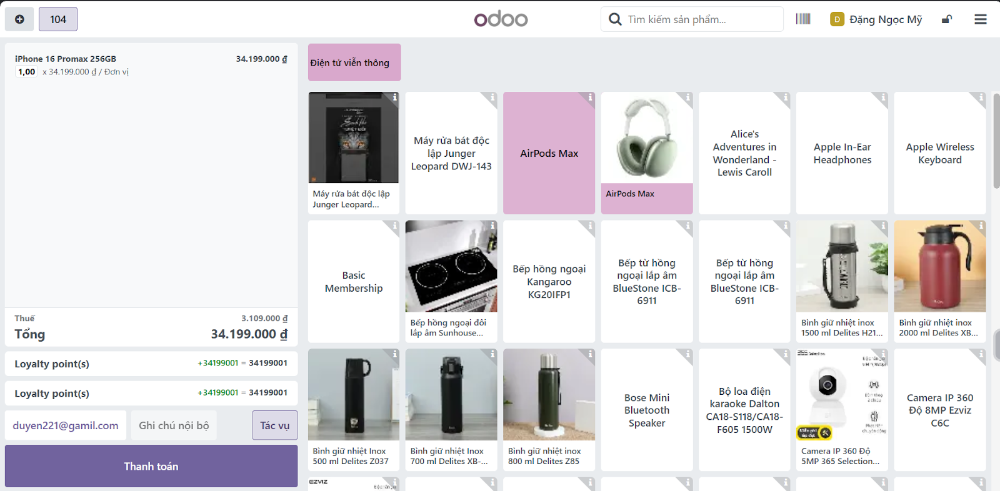 104
odoo
Tìm kiếm sản phẩm...
Đ
Đặng Ngọc Mỹ
iPhone 16 Promax 256GB
34.199.000 ₫
1,00 x 34.199.000 ₫ / Đơn vị
Thuế
3.109.000 ₫
Tổng
34.199.000 ₫
Loyalty point(s)
+34199001 = 34199001
Loyalty point(s)
+34199001 = 34199001
duyen221@gamil.com
Ghi chú nội bộ
Tác vụ
Thanh toán
Điện tử viễn thông
Máy rửa bát độc lập
Junger Leopard...
Máy rửa bát độc
lập Junger
Leopard DWJ-143
AirPods Max
AirPods Max
Alice's
Adventures in
Wonderland -
Lewis Caroll
Apple In-Ear
Headphones
Apple Wireless
Keyboard
Basic
Membership
Bếp hồng ngoại đôi
lắp âm Sunhouse...
Bếp hồng ngoại
Kangaroo
KG20IFP1
Bếp từ hồng
ngoại lắp âm
BlueStone ICB-
6911
Bếp từ hồng
ngoại lắp âm
BlueStone ICB-
6911
Bình giữ nhiệt inox
1500 ml Delites H21...
Bình giữ nhiệt inox
2000 ml Delites XB...
Bình giữ nhiệt Inox
500 ml Delites Z037
Bình giữ nhiệt Inox
700 ml Delites XB-...
Bình giữ nhiệt inox
800 ml Delites Z85
Bose Mini
Bluetooth
Speaker
Bộ loa điện
karaoke Dalton
CA18-S118/CA18-
F605 1500W
365 Selection
Miễn phí
lắp đặt
Camera IP 360 Độ
5MP 365 Selection...
Camera IP 360
Độ 8MP Ezviz
C6C
EZVIZ